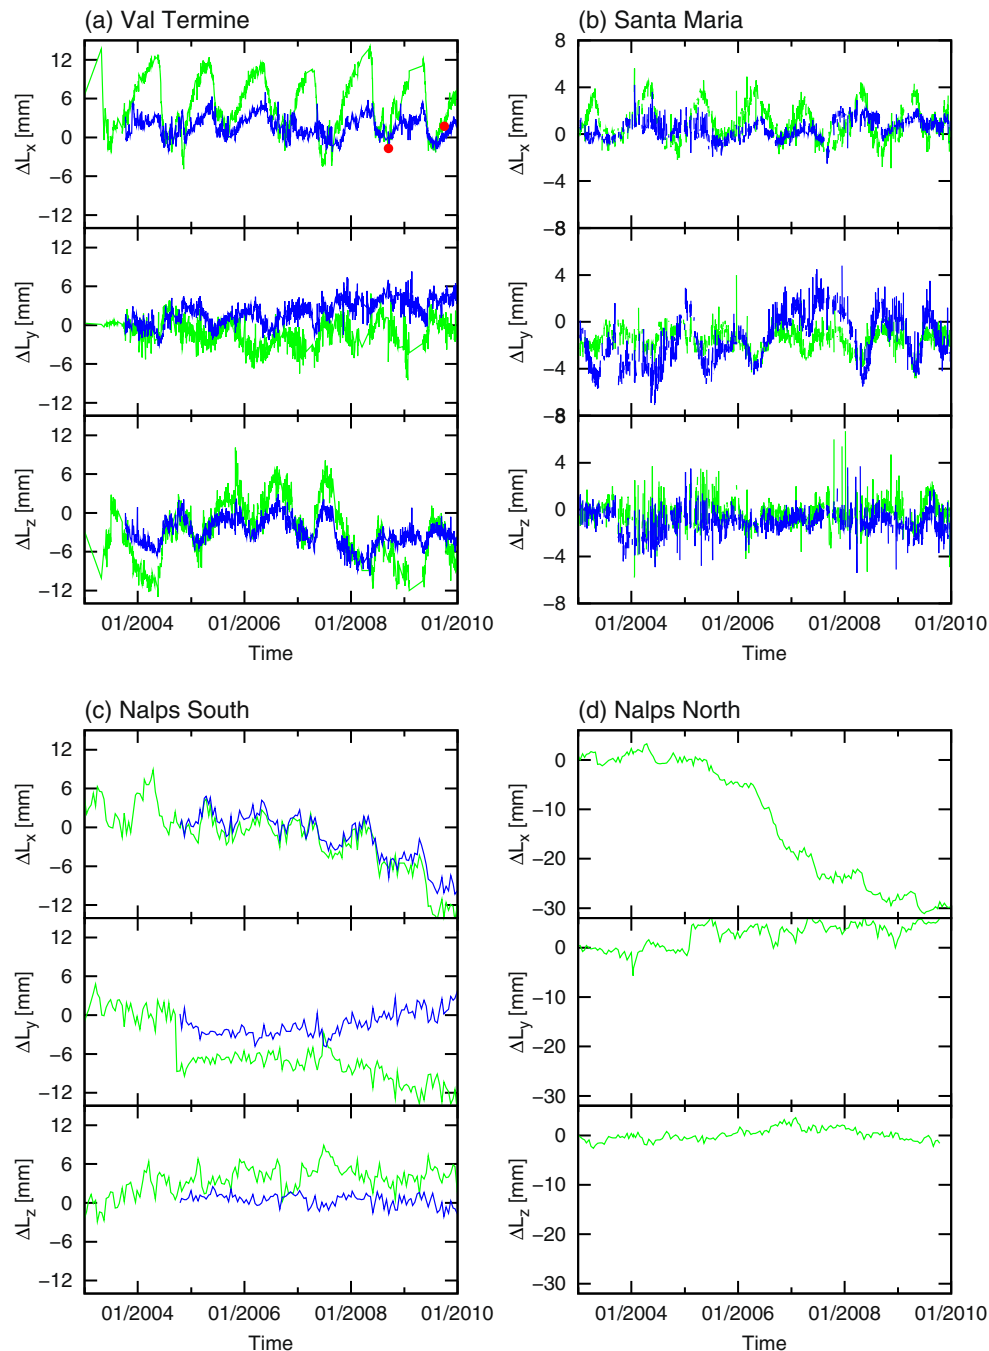 (a) Val Termine
12
6
0
−6
−12
ΔLx [mm]
12
6
0
−6
−12
ΔLy [mm]
12
6
0
−6
−12
ΔLz [mm]
01/2004 01/2006 01/2008 01/2010
Time
(b) Santa Maria
8
4
0
−4
−8
ΔLx [mm]
4
0
−4
−8
ΔLy [mm]
8
4
0
−4
−8
ΔLz [mm]
01/2004 01/2006 01/2008 01/2010
Time
(c) Nalps South
12
6
0
−6
−12
ΔLx [mm]
12
6
0
−6
−12
ΔLy [mm]
12
6
0
−6
−12
ΔLz [mm]
01/2004 01/2006 01/2008 01/2010
Time
(d) Nalps North
0
−10
−20
−30
ΔLx [mm]
0
−10
−20
−30
ΔLy [mm]
0
−10
−20
−30
ΔLz [mm]
01/2004 01/2006 01/2008 01/2010
Time